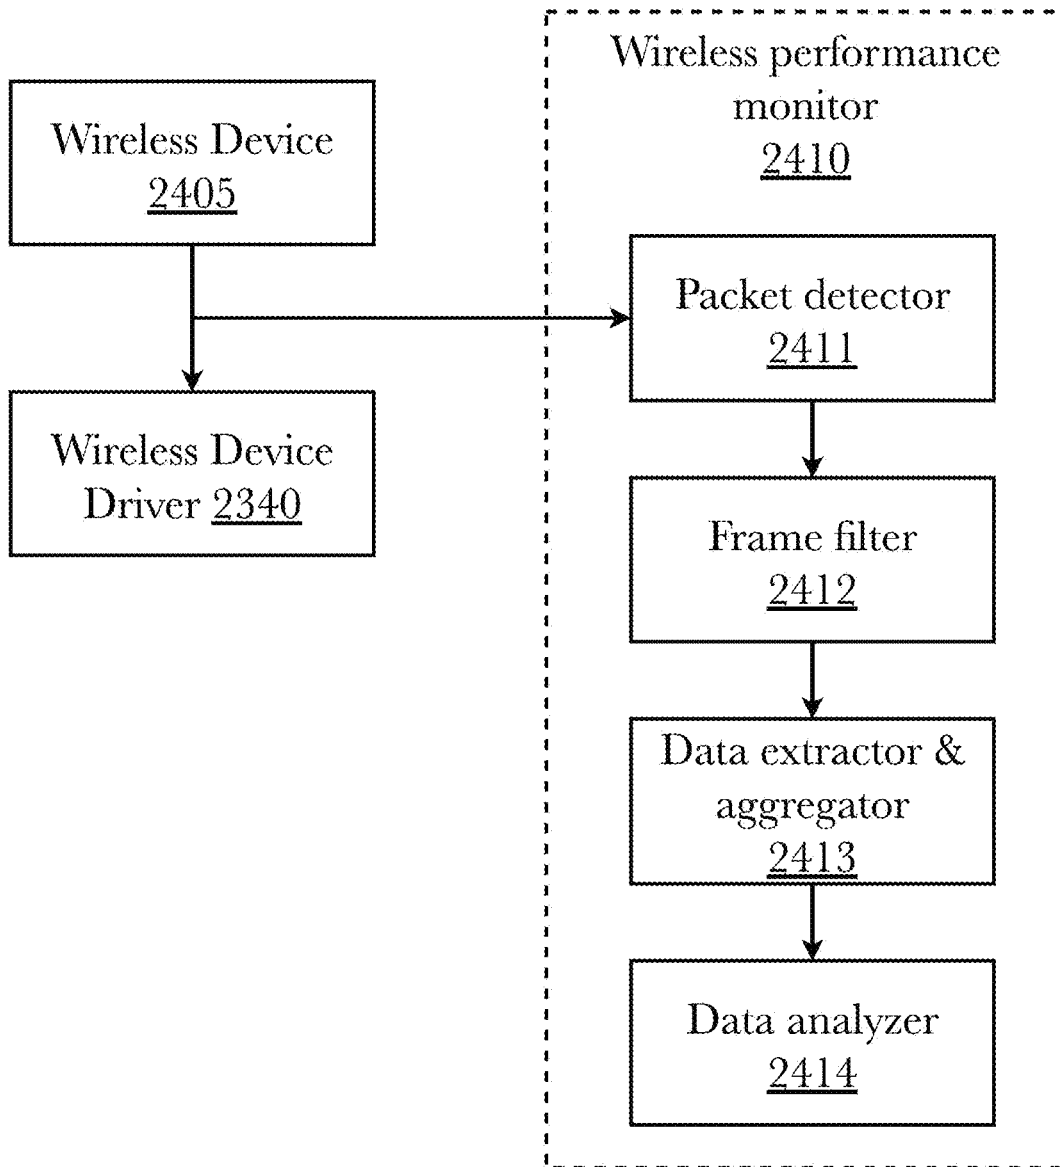 Wireless performance
monitor
2410
Wireless Device
2405
Packet detector
2411
Wireless Device
Driver 2340
Frame filter
2412
Data extractor &
aggregator
2413
Data analyzer
2414